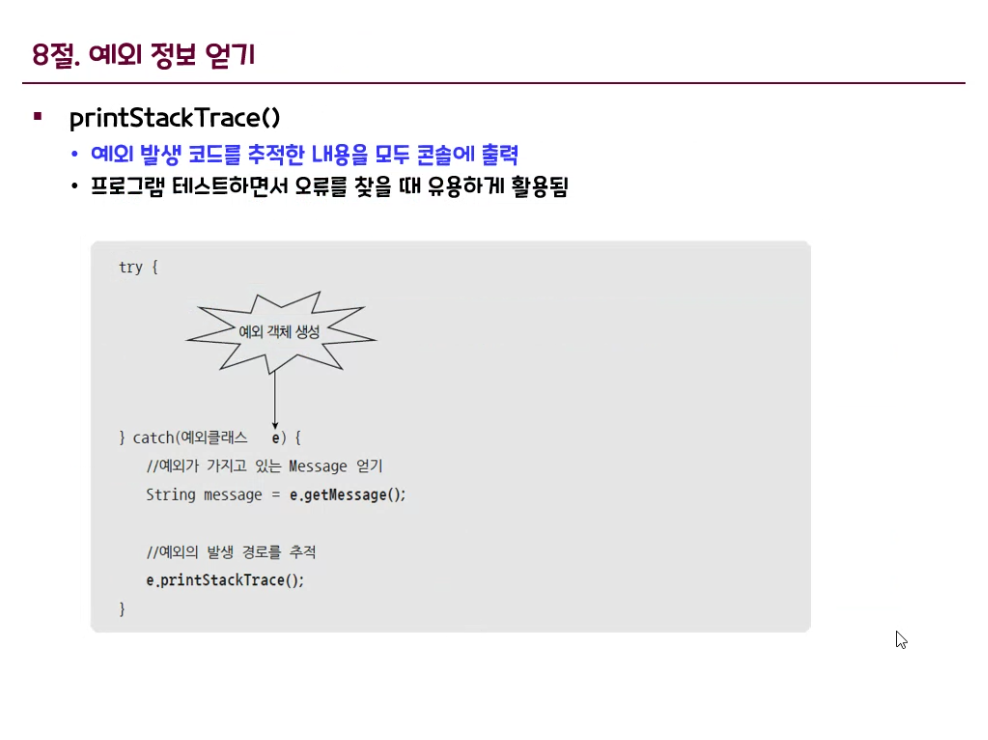 8절. 예외 정보 얻기
▪ printStackTrace()
• 예외 발생 코드를 추적한 내용을 모두 콘솔에 출력
• 프로그램 테스트하면서 오류를 찾을 때 유용하게 활용됨
try {
예외 객체 생성
} catch(예외클래스 e) {
//예외가 가지고 있는 Message 얻기
String message = e.getMessage();
//예외의 발생 경로를 추적
e.printStackTrace();
}